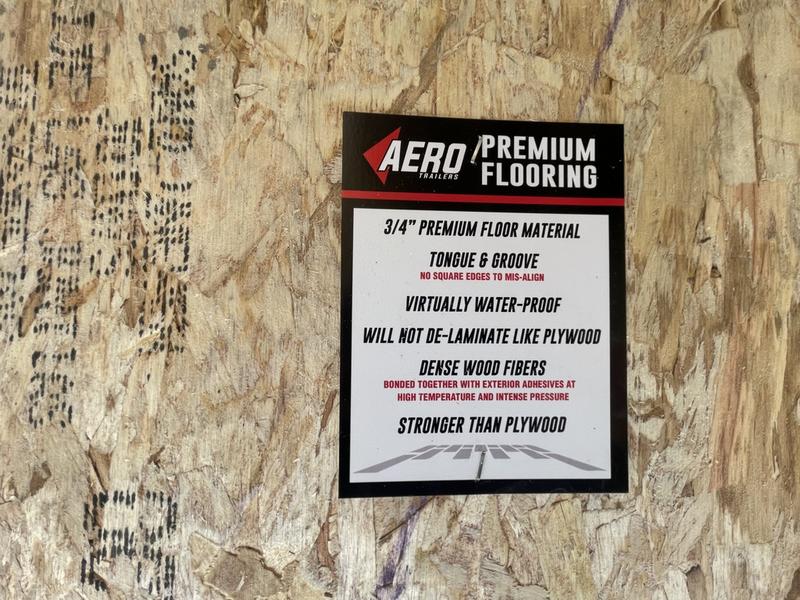 AERO
TRAILERS
PREMIUM
FLOORING
3/4" PREMIUM FLOOR MATERIAL
TONGUE & GROOVE
NO SQUARE EDGES TO MIS-ALIGN
VIRTUALLY WATER-PROOF
WILL NOT DE-LAMINATE LIKE PLYWOOD
DENSE WOOD FIBERS
BONDED TOGETHER WITH EXTERIOR ADHESIVES AT
HIGH TEMPERATURE AND INTENSE PRESSURE
STRONGER THAN PLYWOOD